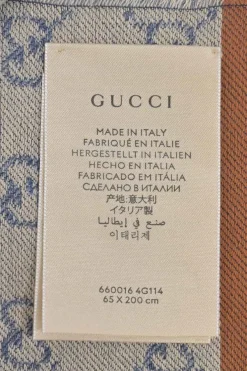 GUCCI
MADE IN ITALY
FABRIQUÉ EN ITALIE
HERGESTELLT IN ITALIEN
HECHO EN ITALIA
FABRICADO EM ITÁLIA
СДЕЛАНО В ИТАЛИИ
产地:意大利
イタリア製
صنع في إيطاليا
이태리제
660016 4G114
65 X 200 cm